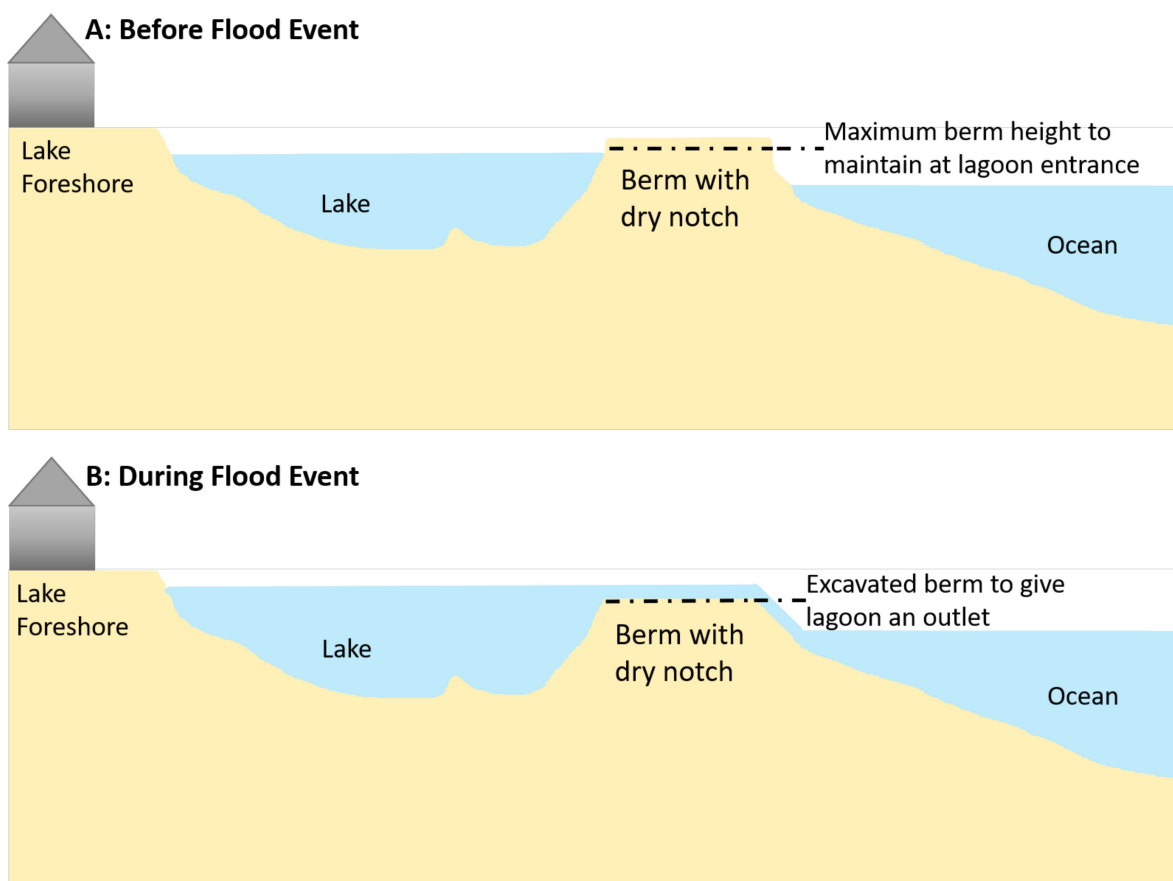 A: Before Flood Event
Lake
Foreshore
Lake
Berm with
dry notch
Maximum berm height to
maintain at lagoon entrance
Ocean
B: During Flood Event
Lake
Foreshore
Lake
Berm with
dry notch
Excavated berm to give
lagoon an outlet
Ocean